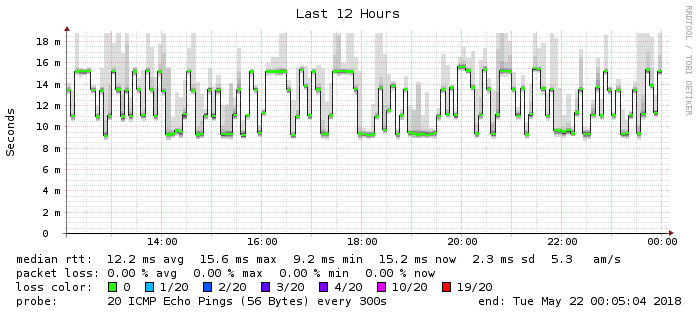 Last 12 Hours
RRDTOOL / TOBI OETIKER
Seconds
18 m
16 m
14 m
12 m
10 m
8 m
6 m
4 m
2 m
0
14:00 16:00 18:00 20:00 22:00 00:00
median rtt: 12.2 ms avg 15.6 ms max 9.2 ms min 15.2 ms now 2.3 ms sd 5.3 am/s
packet loss: 0.00 % avg 0.00 % max 0.00 % min 0.00 % now
loss color: 0 1/20 2/20 3/20 4/20 10/20 19/20
probe: 20 ICMP Echo Pings (56 Bytes) every 300s end: Tue May 22 00:05:04 2018